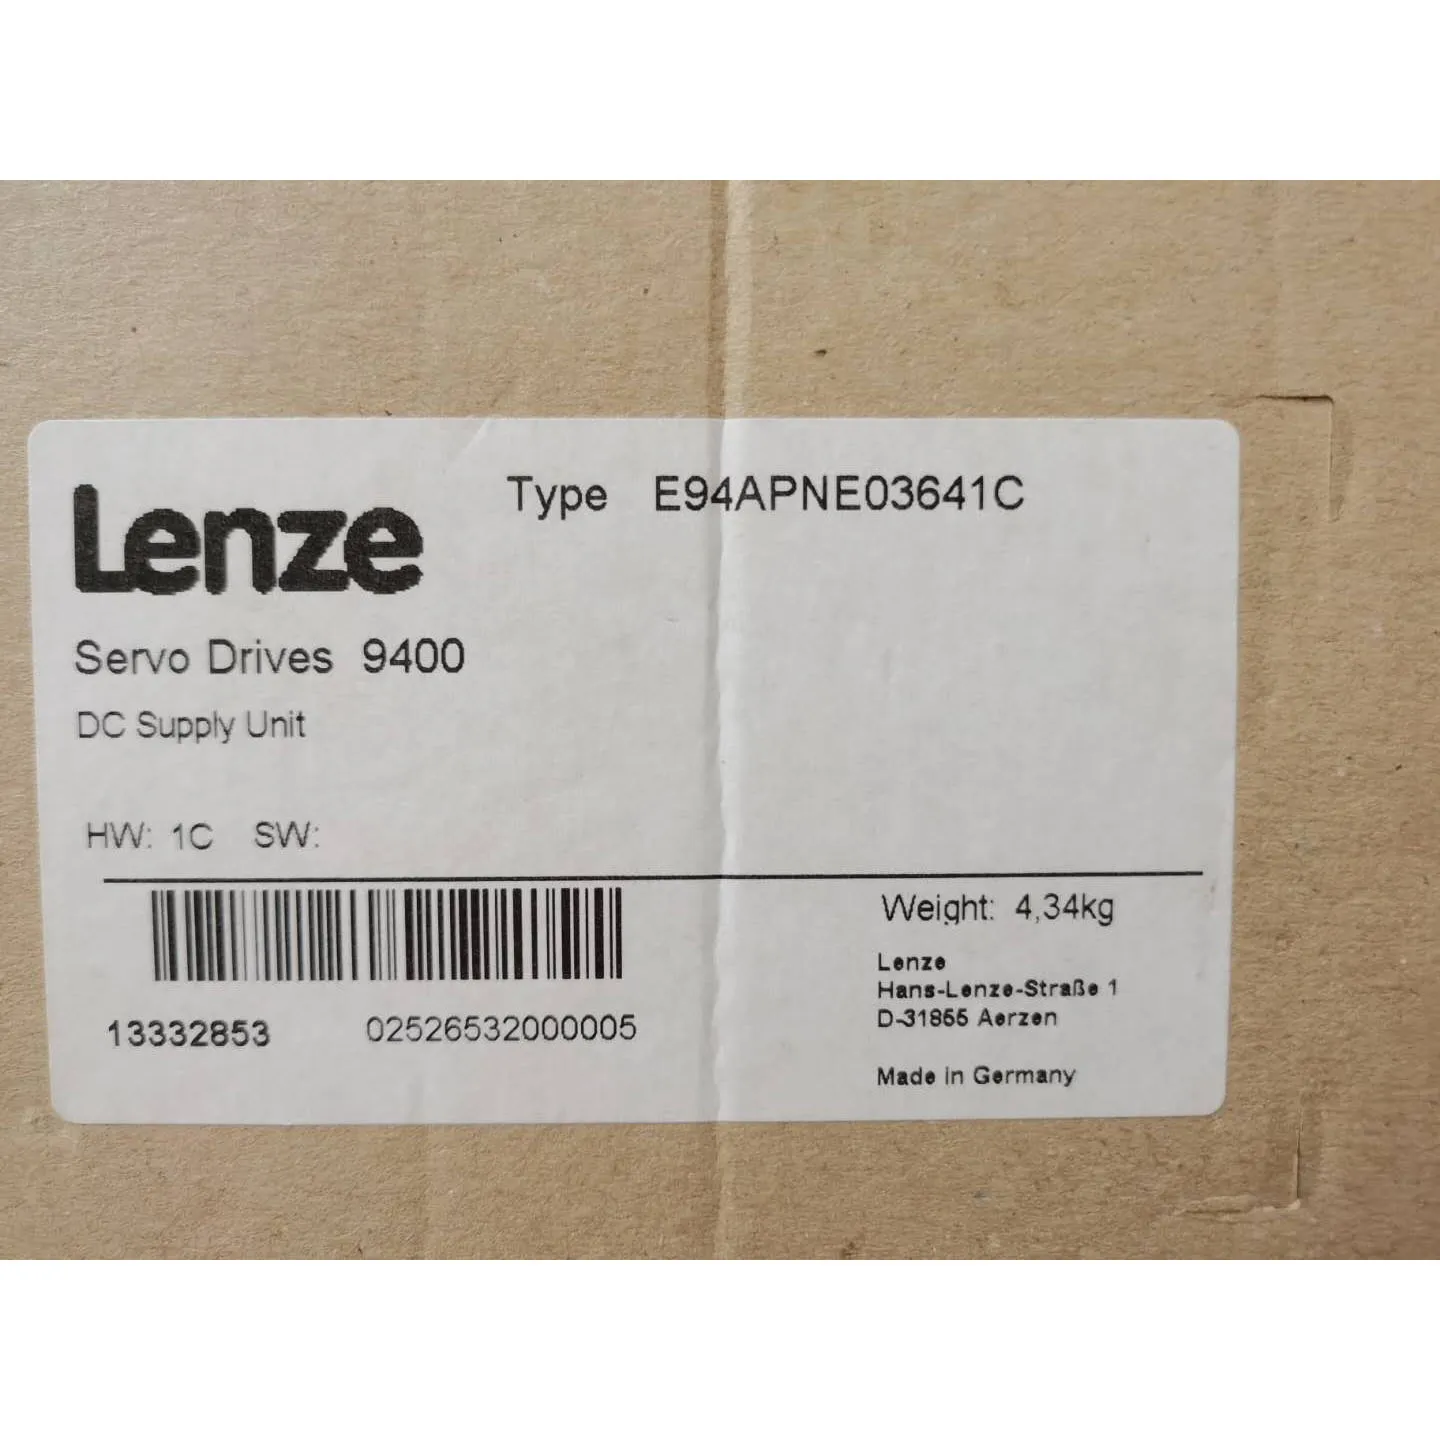 Lenze
Type E94APNE03641C
Servo Drives 9400
DC Supply Unit
HW: 1C SW:
13332853 02526532000005
Weight: 4,34kg
Lenze
Hans-Lenze-Straße 1
D-31855 Aerzen
Made in Germany